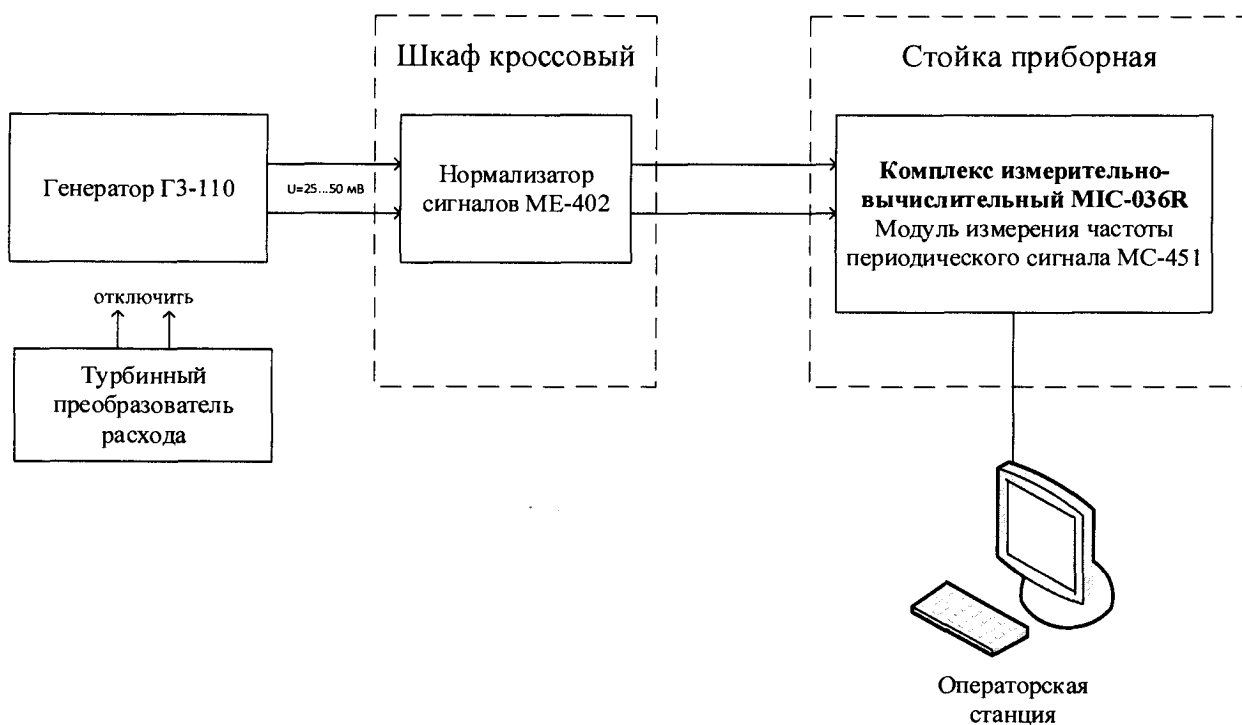 Шкаф кроссовый
Стойка приборная
Генератор ГЗ-110
U=25...50 мВ
Нормализатор
сигналов МЕ-402
Комплекс измерительно-
вычислительный MIC-036R
Модуль измерения частоты
периодического сигнала МС-451
отключить
Турбинный
преобразователь
расхода
Операторская
станция